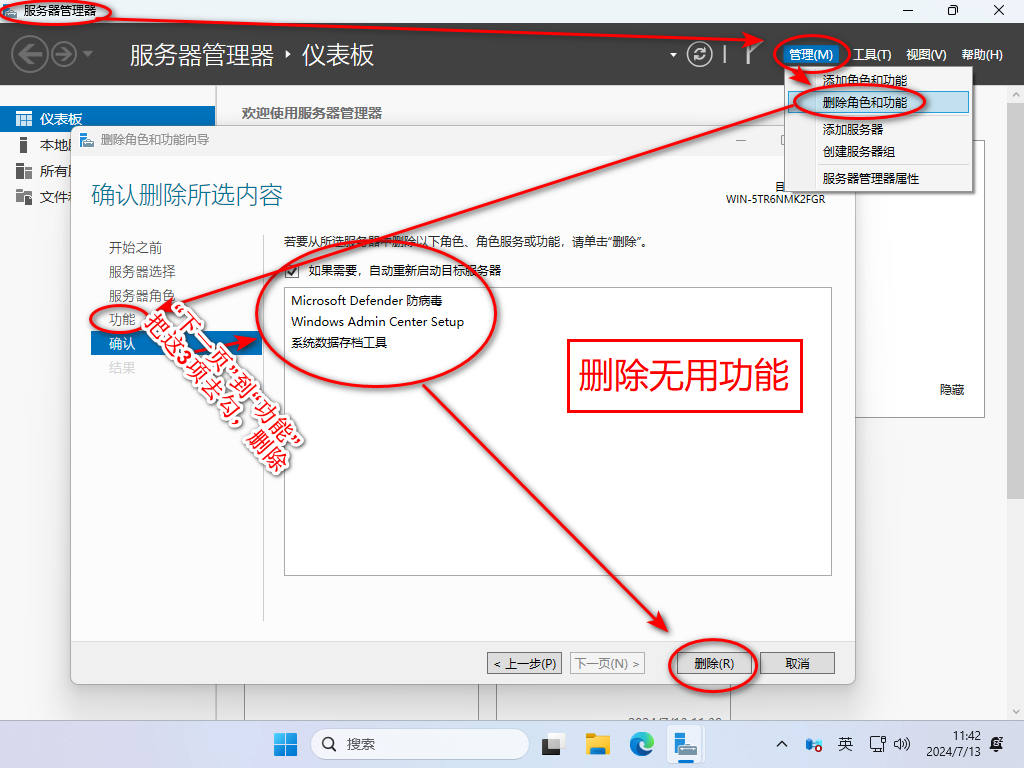 服务器管理器
服务器管理器 · 仪表板
管理(M) 工具(T) 视图(V) 帮助(H)
添加角色和功能
删除角色和功能
添加服务器
创建服务器组
服务器管理器属性
仪表板
欢迎使用服务器管理器
本地
所有
文件
删除角色和功能向导
确认删除所选内容
WIN-5TR6NMK2FGR
开始之前
服务器选择
服务器角色
功能
确认
结果
若要从所选服务器中删除以下角色、角色服务或功能，请单击“删除”。
如果需要，自动重新启动目标服务器
Microsoft Defender 防病毒
Windows Admin Center Setup
系统数据存档工具
“下一页”到“功能”
把这3项去勾，删除
删除无用功能
隐藏
< 上一步(P)
下一页(N) >
删除(R)
取消
搜索
英
11:42
2024/7/13